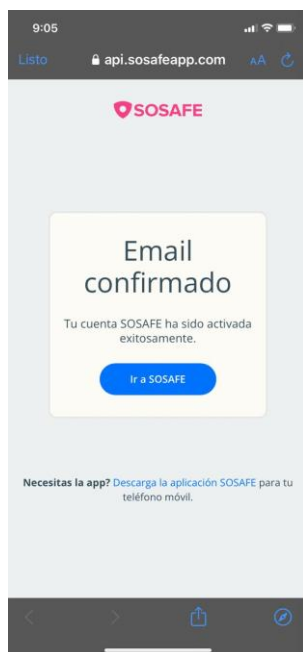 9:05
Listo api.sosafeapp.com AA
SOSAFE
Email
confirmado
Tu cuenta SOSAFE ha sido activada
exitosamente.
Ir a SOSAFE
Necesitas la app? Descarga la aplicación SOSAFE para tu
teléfono móvil.